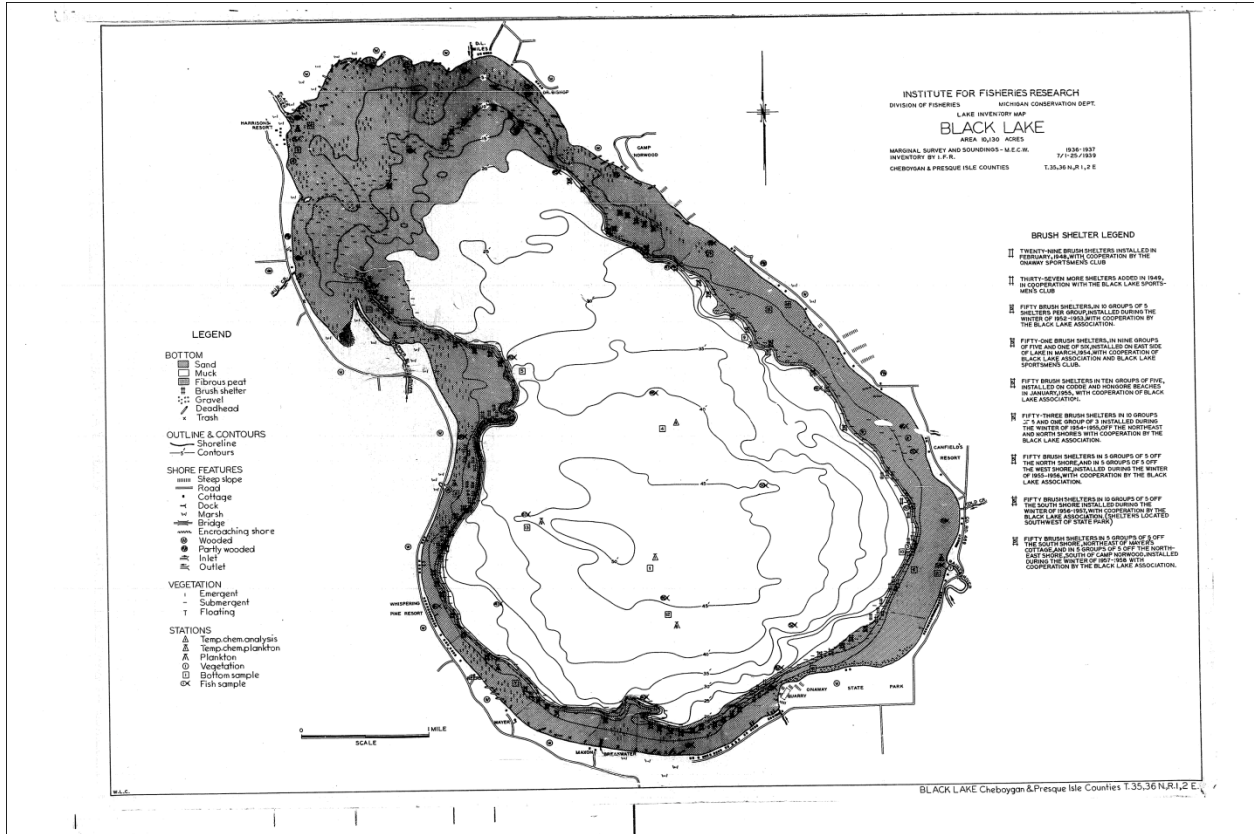 INSTITUTE FOR FISHERIES RESEARCH
DIVISION OF FISHERIES MICHIGAN CONSERVATION DEPT.
LAKE INVENTORY MAP
BLACK LAKE
AREA 10,130 ACRES
MARGINAL SURVEY AND SOUNDINGS - M.E.C.W. 1936-1937
INVENTORY BY I.F.R. 7/1-25/1939
CHEBOYGAN & PRESQUE ISLE COUNTIES T.35,36 N.,R.1,2 E
BRUSH SHELTER LEGEND
TWENTY-NINE BRUSH SHELTERS INSTALLED IN
FEBRUARY, 1948, WITH COOPERATION BY THE
ONAWAY SPORTSMEN'S CLUB
THIRTY-SEVEN MORE SHELTERS ADDED IN 1949,
IN COOPERATION WITH THE BLACK LAKE SPORTS-
MEN'S CLUB
FIFTY BRUSH SHELTERS, IN 10 GROUPS OF 5
SHELTERS PER GROUP, INSTALLED DURING THE
WINTER OF 1952-1953, WITH COOPERATION BY
THE BLACK LAKE ASSOCIATION.
FIFTY-ONE BRUSH SHELTERS, IN NINE GROUPS
OF FIVE AND ONE OF SIX, INSTALLED ON EAST SIDE
OF LAKE IN MARCH, 1954, WITH COOPERATION OF
BLACK LAKE ASSOCIATION AND BLACK LAKE
SPORTSMEN'S CLUB.
FIFTY BRUSH SHELTERS IN TEN GROUPS OF FIVE,
INSTALLED ON CODDE AND HONGORE BEACHES
IN JANUARY, 1955, WITH COOPERATION OF BLACK
LAKE ASSOCIATION.
FIFTY-THREE BRUSH SHELTERS IN 10 GROUPS
5 AND ONE GROUP OF 3 INSTALLED DURING
THE WINTER OF 1954-1955, OFF THE NORTHEAST
AND NORTH SHORES WITH COOPERATION BY THE
BLACK LAKE ASSOCIATION.
FIFTY BRUSH SHELTERS IN 5 GROUPS OF 5 OFF
THE NORTH SHORE, AND IN 5 GROUPS OF 5 OFF
THE WEST SHORE, INSTALLED DURING THE WINTER
OF 1955-1956, WITH COOPERATION BY THE BLACK
LAKE ASSOCIATION.
FIFTY BRUSH SHELTERS IN 10 GROUPS OF 5 OFF
THE SOUTH SHORE INSTALLED DURING THE
WINTER OF 1956-1957, WITH COOPERATION BY THE
BLACK LAKE ASSOCIATION. (SHELTERS LOCATED
SOUTHWEST OF STATE PARK)
FIFTY BRUSH SHELTERS IN 5 GROUPS OF 5 OFF
THE SOUTH SHORE, NORTHEAST OF MAYER'S
COTTAGE, AND IN 5 GROUPS OF 5 OFF THE NORTH-
EAST SHORE, SOUTH OF CAMP NORWOOD, INSTALLED
DURING THE WINTER OF 1957-1958 WITH
COOPERATION BY THE BLACK LAKE ASSOCIATION.
LEGEND
BOTTOM
Sand
Muck
Fibrous peat
Brush shelter
Gravel
Deadhead
Trash
OUTLINE & CONTOURS
Shoreline
Contours
SHORE FEATURES
Steep slope
Road
Cottage
Dock
Marsh
Bridge
Encroaching shore
Wooded
Partly wooded
Inlet
Outlet
VEGETATION
Emergent
Submergent
Floating
STATIONS
Temp.chem.analysis
Temp.chem.plankton
Plankton
Vegetation
Bottom sample
Fish sample
D.L.
WILES
DR. BISHOP
HARRISONS
RESORT
CAMP
NORWOOD
CANFIELD'S
RESORT
WHISPERING
PINE RESORT
MAYER
MAXON
BREAKWATER
QUARRY
ONAWAY STATE PARK
35'
45'
45'
45'
40'
35'
30'
25'
0 1 MILE
SCALE
W.L.C.
BLACK LAKE Cheboygan & Presque Isle Counties T.35,36 N.,R.1,2 E.